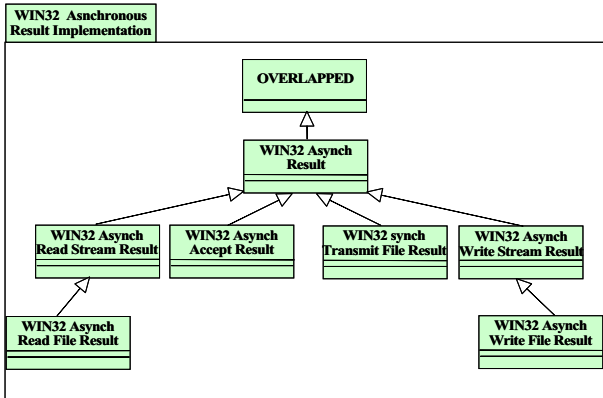 WIN32 Asnchronous
Result Implementation
OVERLAPPED
WIN32 Asynch
Result
WIN32 Asynch
Read Stream Result
WIN32 Asynch
Accept Result
WIN32 synch
Transmit File Result
WIN32 Asynch
Write Stream Result
WIN32 Asynch
Read File Result
WIN32 Asynch
Write File Result